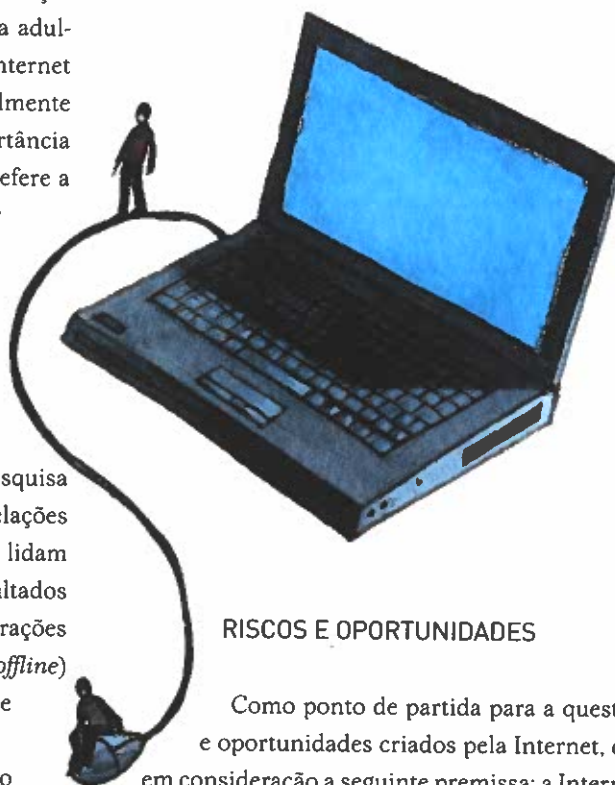 a adul-
nternet
lmente
rtância
efere a
squisa
elações
lidam
ltados
rações
offline)
e
o
RISCOS E OPORTUNIDADES
Como ponto de partida para a quest
e oportunidades criados pela Internet,
em consideração a seguinte premissa: a Intern